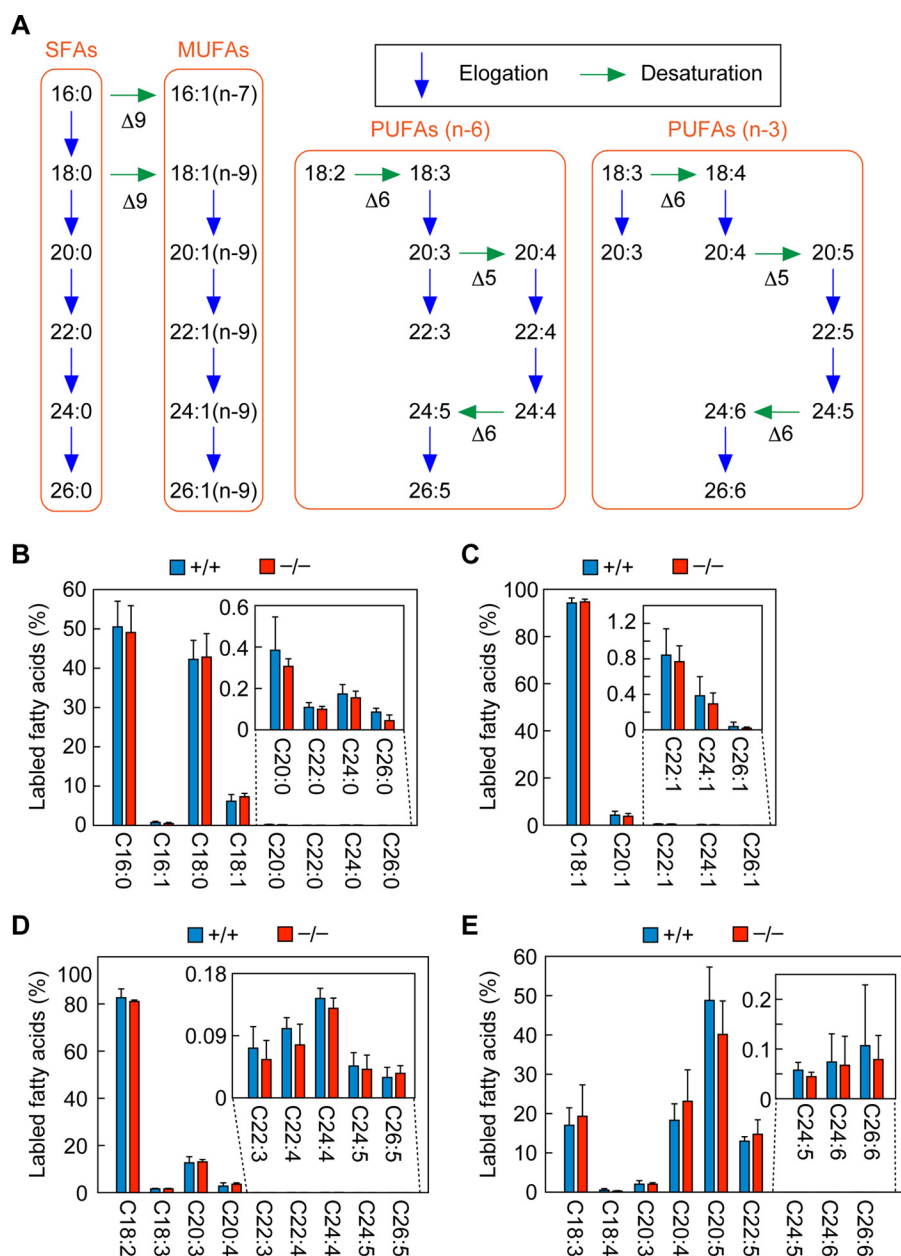 A
SFAs MUFAs
Elogation Desaturation
16:0 16:1(n-7)
Δ9
PUFAs (n-6) PUFAs (n-3)
18:0 18:1(n-9) 18:2 18:3 18:3 18:4
Δ9 Δ6 Δ6
20:0 20:1(n-9) 20:3 20:4 20:3 20:4 20:5
Δ5 Δ5
22:0 22:1(n-9) 22:3 22:4 22:5
24:0 24:1(n-9) 24:5 24:4 24:6 24:5
Δ6 Δ6
26:0 26:1(n-9) 26:5 26:6
B
+/+ −/−
Labled fatty acids (%)
60
50
40
30
20
10
0
C16:0 C16:1 C18:0 C18:1 C20:0 C22:0 C24:0 C26:0
0.6
0.4
0.2
0
C20:0 C22:0 C24:0 C26:0
C
+/+ −/−
Labled fatty acids (%)
100
80
60
40
20
0
C18:1 C20:1 C22:1 C24:1 C26:1
1.2
0.8
0.4
0
C22:1 C24:1 C26:1
D
+/+ −/−
Labled fatty acids (%)
100
80
60
40
20
0
C18:2 C18:3 C20:3 C20:4 C22:3 C22:4 C24:4 C24:5 C26:5
0.18
0.09
0
C22:3 C22:4 C24:4 C24:5 C26:5
E
+/+ −/−
Labled fatty acids (%)
60
50
40
30
20
10
0
C18:3 C18:4 C20:3 C20:4 C20:5 C22:5 C24:5 C24:6 C26:6
0.2
0.1
0
C24:5 C24:6 C26:6